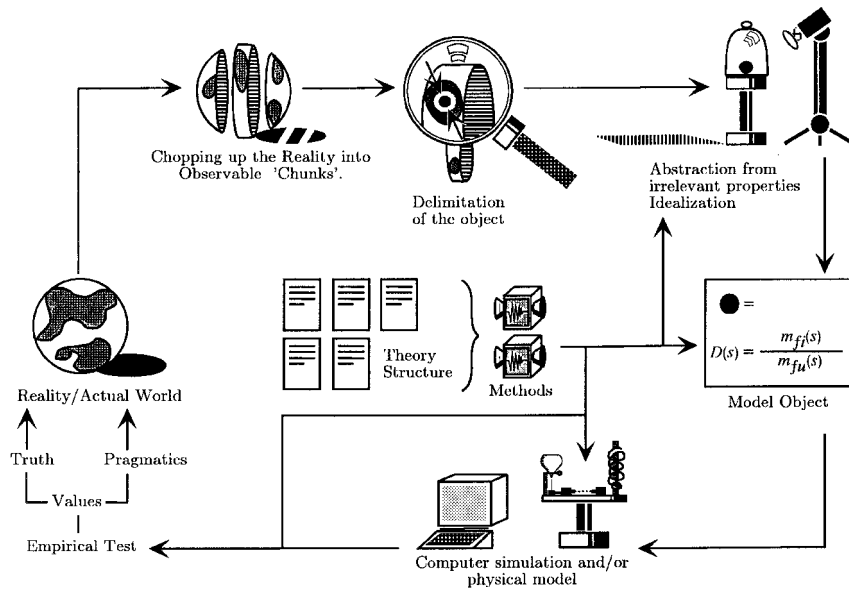 Chopping up the Reality into
Observable 'Chunks'.
Delimitation
of the object
Abstraction from
irrelevant properties
Idealization
Theory
Structure
Methods
● =
D(s) = m_fi(s) / m_fu(s)
Model Object
Reality/Actual World
Truth
Pragmatics
Values
Empirical Test
Computer simulation and/or
physical model